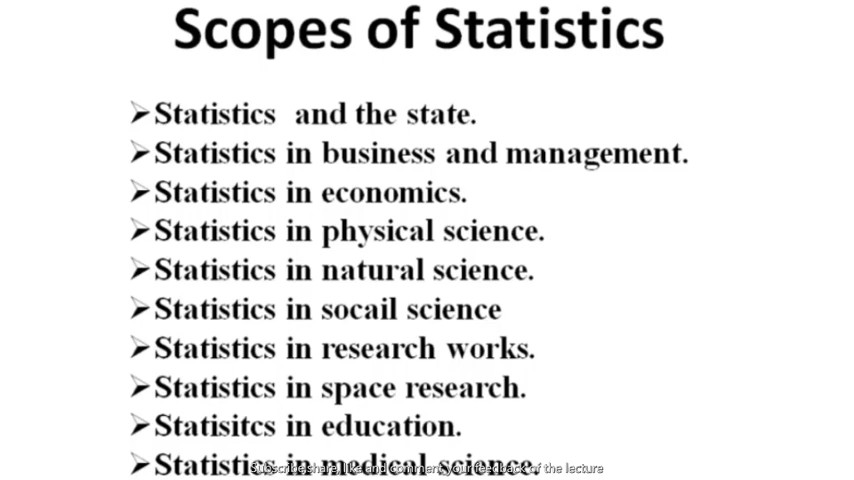 Scopes of Statistics
➢Statistics and the state.
➢Statistics in business and management.
➢Statistics in economics.
➢Statistics in physical science.
➢Statistics in natural science.
➢Statistics in socail science
➢Statistics in research works.
➢Statistics in space research.
➢Statisitcs in education.
➢Statistics in medical science.
Subscribe,share, like and comment your feedback of the lecture